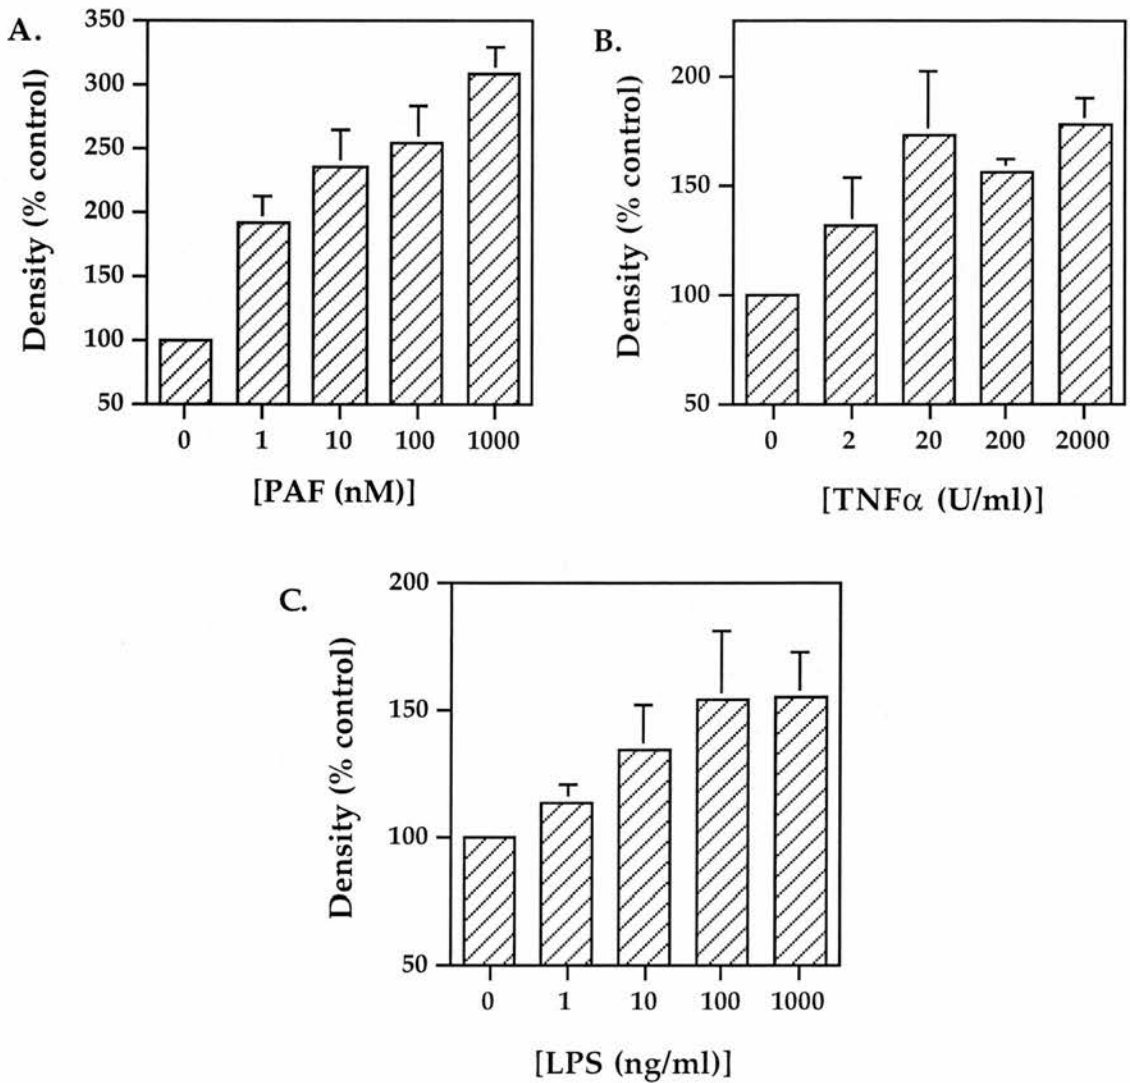 A.
Density (% control)
350
300
250
200
150
100
50
0 1 10 100 1000
[PAF (nM)]
B.
Density (% control)
200
150
100
50
0 2 20 200 2000
[TNFα (U/ml)]
C.
Density (% control)
200
150
100
50
0 1 10 100 1000
[LPS (ng/ml)]